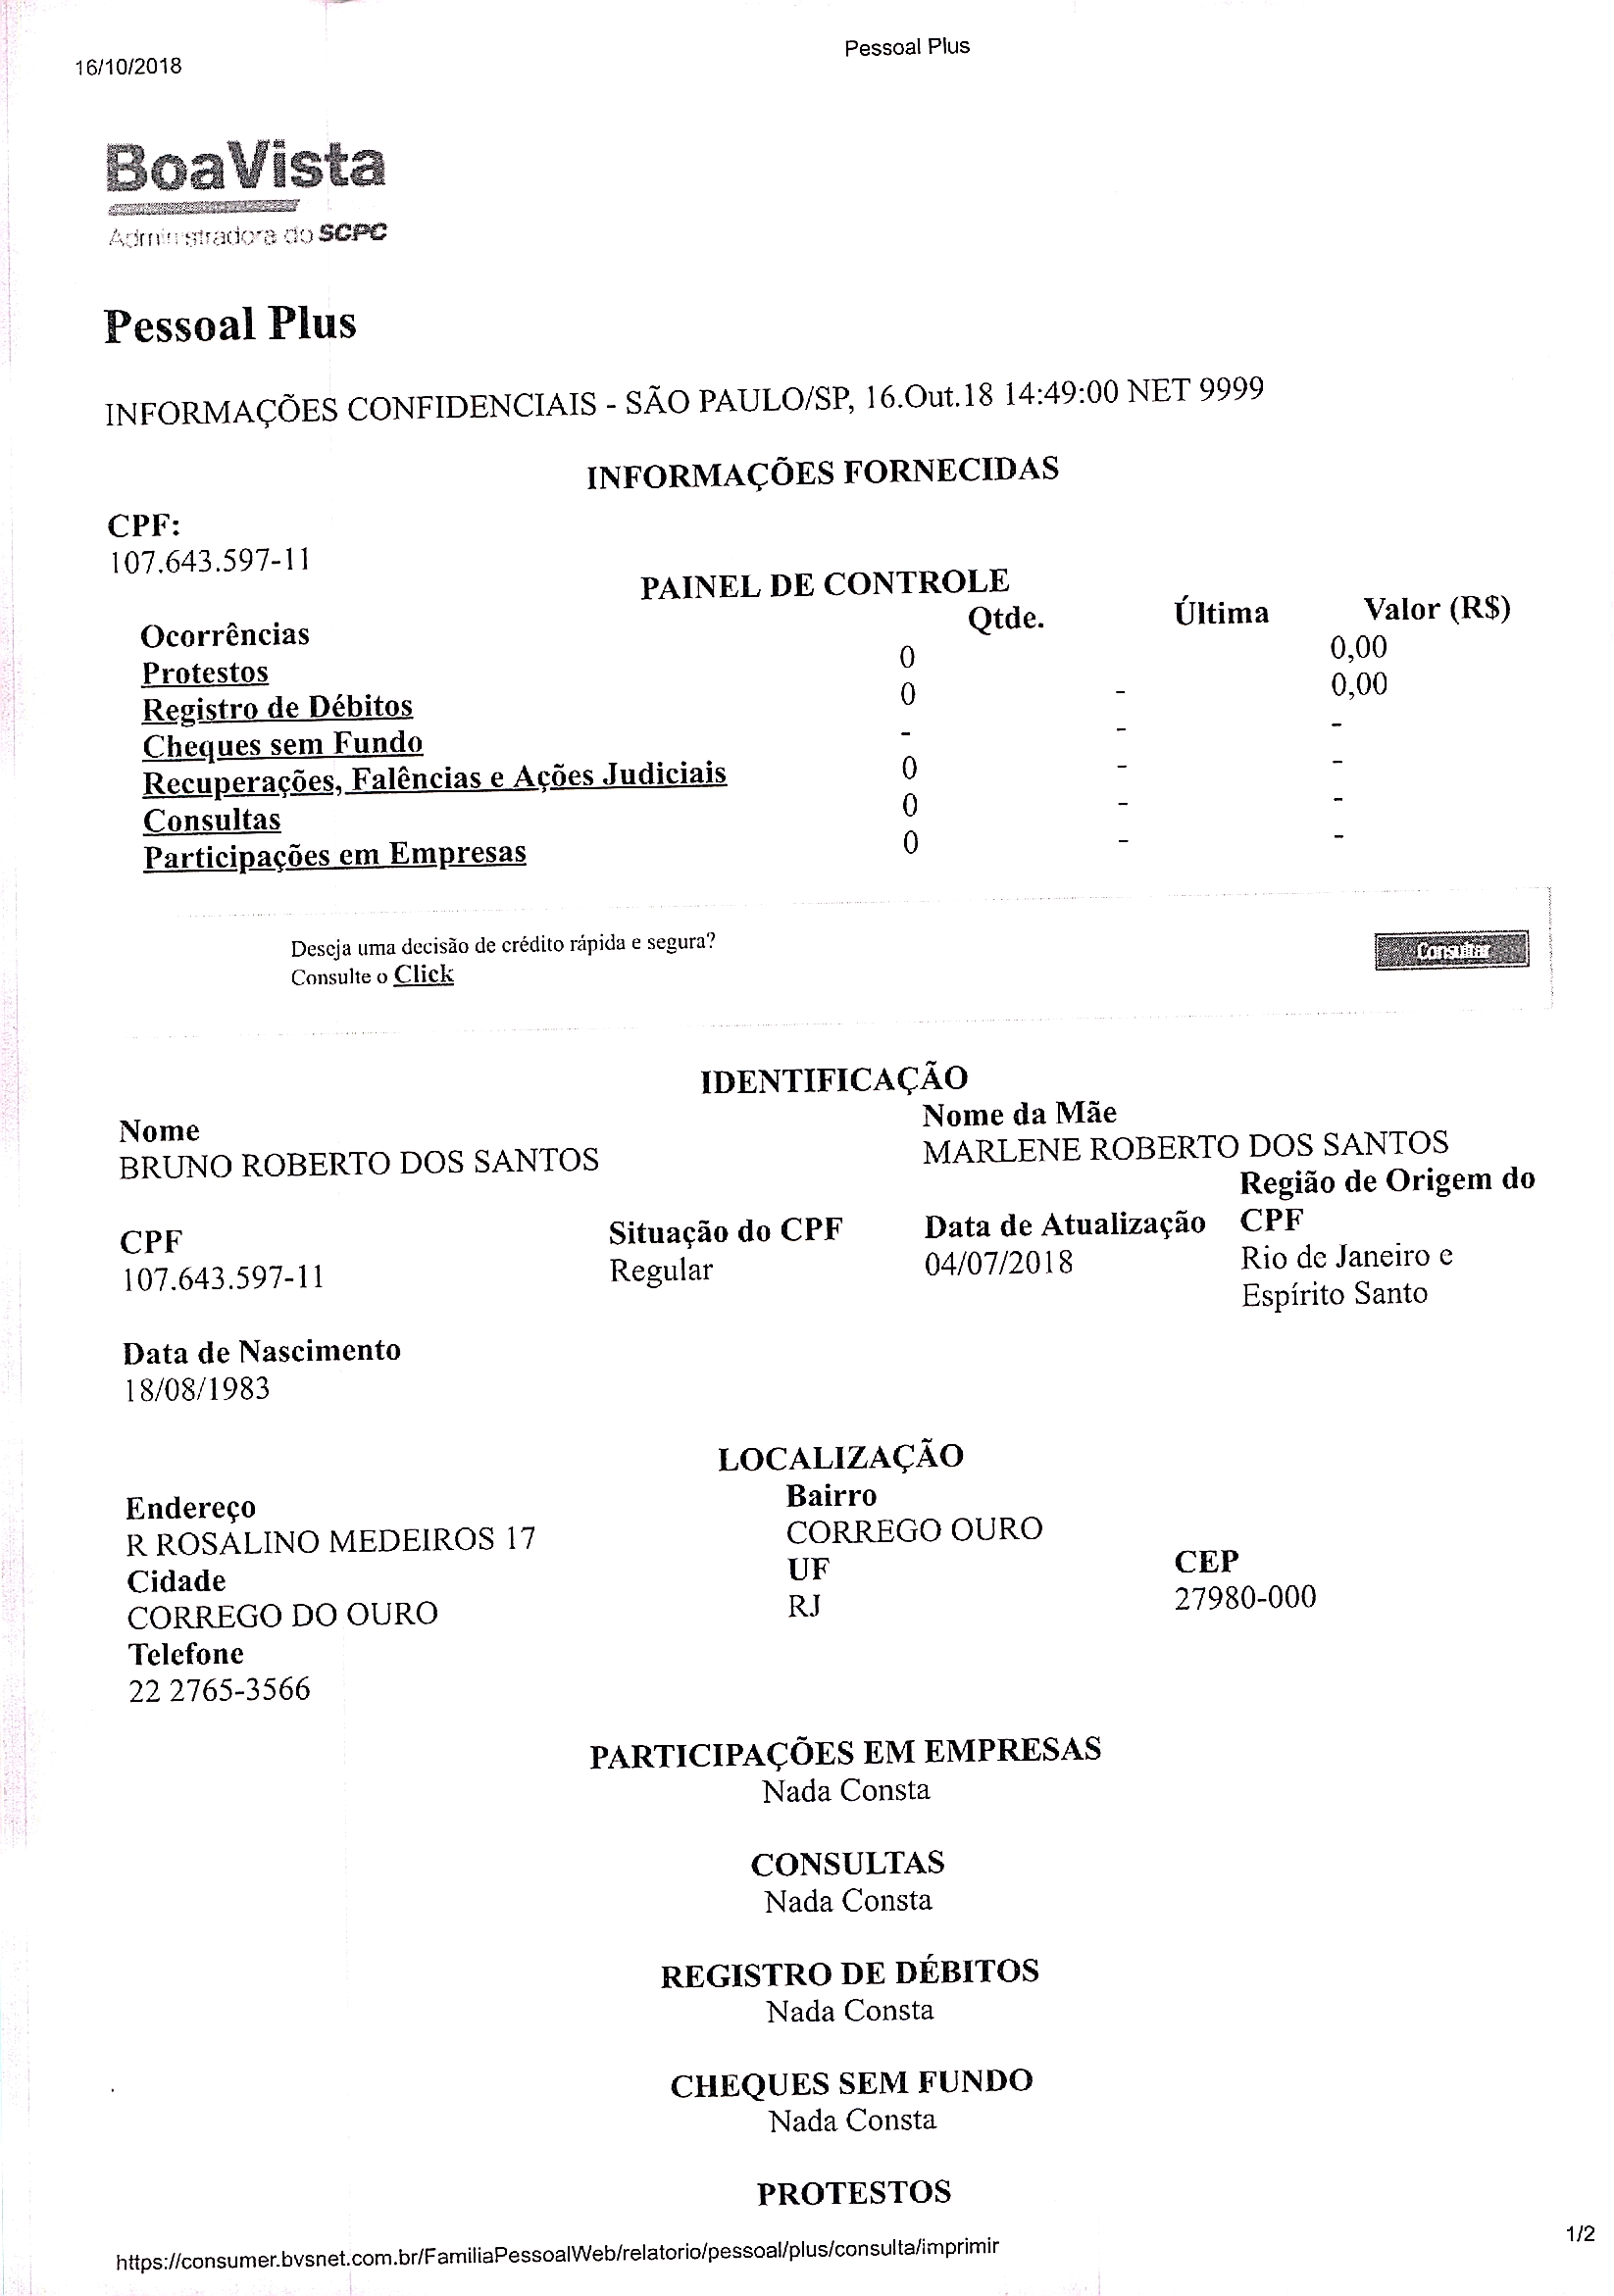 16/10/2018
Pessoal Plus
BoaVista
Administradora do SCPC
Pessoal Plus
INFORMAÇÕES CONFIDENCIAIS - SÃO PAULO/SP, 16.Out.18 14:49:00 NET 9999
INFORMAÇÕES FORNECIDAS
CPF:
107.643.597-11
PAINEL DE CONTROLE
Ocorrências Qtde. Última Valor (R$)
Protestos 0 0,00
Registro de Débitos 0 - 0,00
Cheques sem Fundo - - -
Recuperações, Falências e Ações Judiciais 0 - -
Consultas 0 - -
Participações em Empresas 0 - -
Deseja uma decisão de crédito rápida e segura?
Consulte o Click
Consultar
IDENTIFICAÇÃO
Nome Nome da Mãe
BRUNO ROBERTO DOS SANTOS MARLENE ROBERTO DOS SANTOS
CPF Situação do CPF Data de Atualização Região de Origem do CPF
107.643.597-11 Regular 04/07/2018 Rio de Janeiro e
Espírito Santo
Data de Nascimento
18/08/1983
LOCALIZAÇÃO
Endereço Bairro
R ROSALINO MEDEIROS 17 CORREGO OURO
Cidade UF CEP
CORREGO DO OURO RJ 27980-000
Telefone
22 2765-3566
PARTICIPAÇÕES EM EMPRESAS
Nada Consta
CONSULTAS
Nada Consta
REGISTRO DE DÉBITOS
Nada Consta
CHEQUES SEM FUNDO
Nada Consta
PROTESTOS
https://consumer.bvsnet.com.br/FamiliaPessoalWeb/relatorio/pessoal/plus/consulta/imprimir
1/2